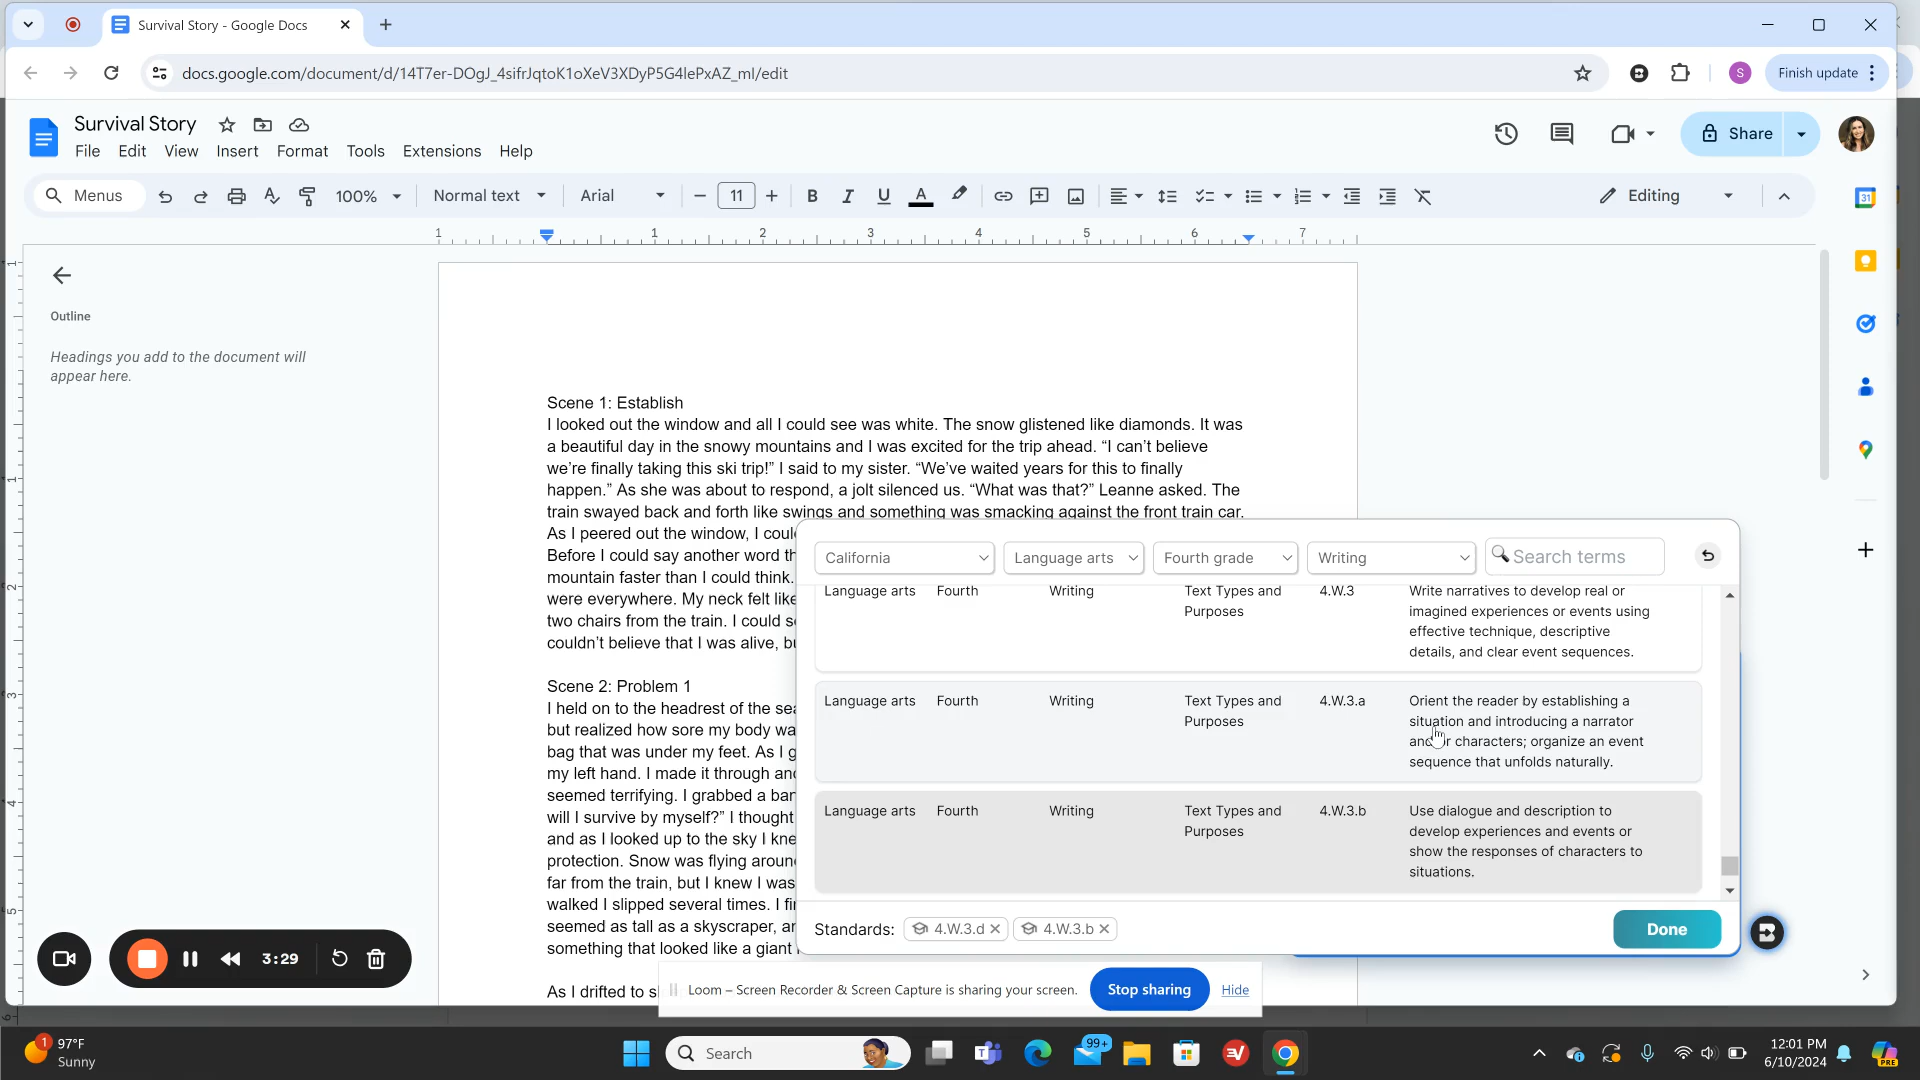 Survival Story - Google Docs
docs.google.com/document/d/14T7er-DOgJ_4sifrJqtoK1oXeV3XDyP5G4lePxAZ_mI/edit
S
Finish update
Survival Story
File Edit View Insert Format Tools Extensions Help
Share
Menus
100%
Normal text
Arial
11
B I U A
Editing
31
1 1 2 3 4 5 6 7
Outline
Headings you add to the document will
appear here.
Scene 1: Establish
I looked out the window and all I could see was white. The snow glistened like diamonds. It was
a beautiful day in the snowy mountains and I was excited for the trip ahead. “I can’t believe
we’re finally taking this ski trip!” I said to my sister. “We’ve waited years for this to finally
happen.” As she was about to respond, a jolt silenced us. “What was that?” Leanne asked. The
train swayed back and forth like swings and something was smacking against the front train car.
As I peered out the window, I coul
Before I could say another word th
mountain faster than I could think.
were everywhere. My neck felt like
two chairs from the train. I could s
couldn’t believe that I was alive, bu
Scene 2: Problem 1
I held on to the headrest of the sea
but realized how sore my body wa
bag that was under my feet. As I g
my left hand. I made it through and
seemed terrifying. I grabbed a ban
will I survive by myself?” I thought
and as I looked up to the sky I kne
protection. Snow was flying aroun
far from the train, but I knew I was
walked I slipped several times. I fi
seemed as tall as a skyscraper, an
something that looked like a giant
As I drifted to sl
California
Language arts
Fourth grade
Writing
Search terms
Language arts Fourth Writing Text Types and 4.W.3 Write narratives to develop real or
Purposes imagined experiences or events using
effective technique, descriptive
details, and clear event sequences.
Language arts Fourth Writing Text Types and 4.W.3.a Orient the reader by establishing a
Purposes situation and introducing a narrator
and/or characters; organize an event
sequence that unfolds naturally.
Language arts Fourth Writing Text Types and 4.W.3.b Use dialogue and description to
Purposes develop experiences and events or
show the responses of characters to
situations.
Standards: 4.W.3.d 4.W.3.b
Done
3:29
Loom – Screen Recorder & Screen Capture is sharing your screen.
Stop sharing
Hide
1
97°F
Sunny
Search
99+
12:01 PM
6/10/2024
PRE